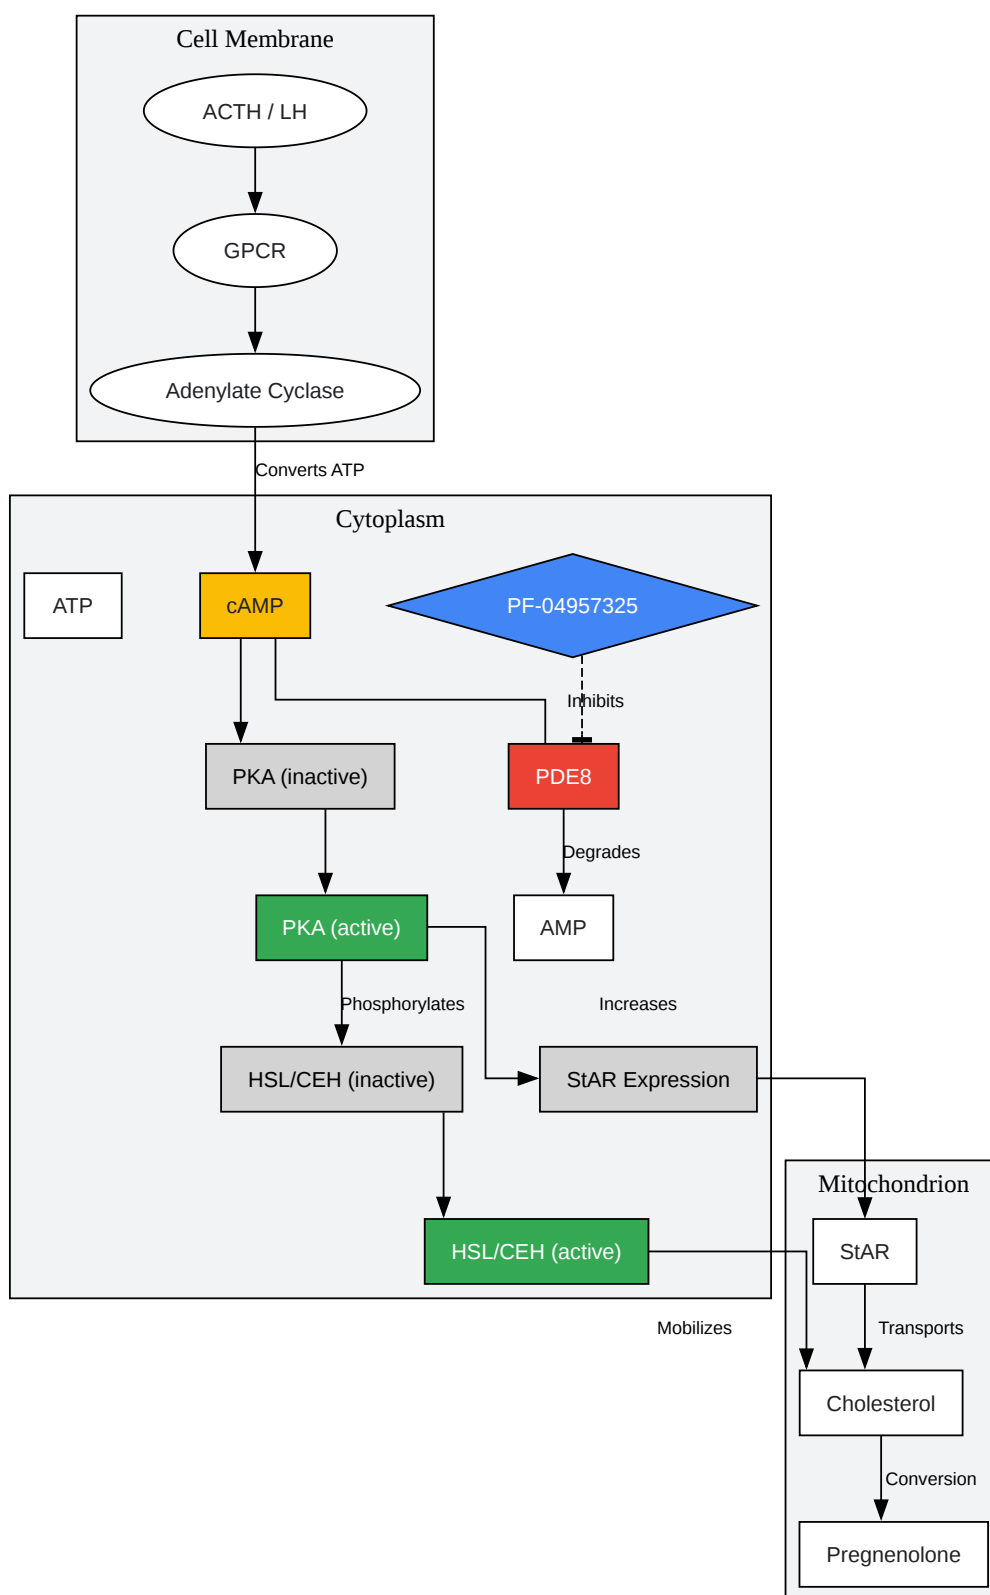 Cell Membrane
ACTH / LH
GPCR
Adenylate Cyclase
Converts ATP
Cytoplasm
ATP
cAMP
PF-04957325
Inhibits
PKA (inactive)
PDE8
Degrades
PKA (active)
AMP
Phosphorylates
Increases
HSL/CEH (inactive)
StAR Expression
Mitochondrion
HSL/CEH (active)
StAR
Mobilizes
Transports
Cholesterol
Conversion
Pregnenolone